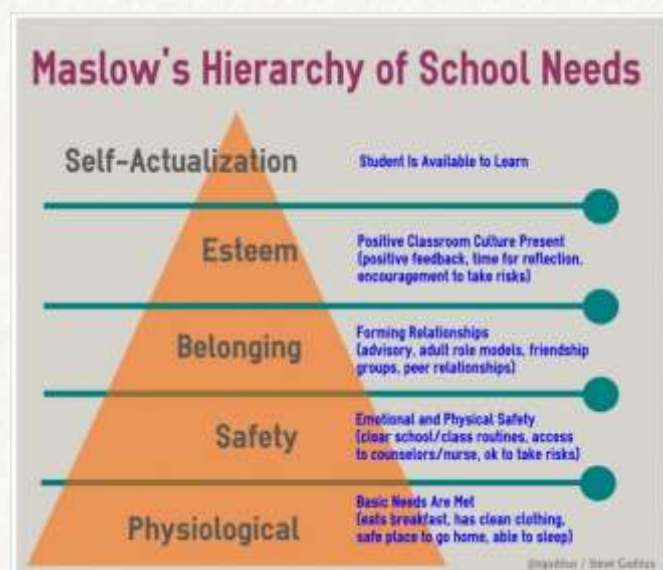 Maslow's Hierarchy of School Needs
Self-Actualization
Student Is Available to Learn
Esteem
Positive Classroom Culture Present
(positive feedback, time for reflection,
encouragement to take risks)
Belonging
Forming Relationships
(advisory, adult role models, friendship
groups, peer relationships)
Safety
Emotional and Physical Safety
(clear school/class routines, access
to counselors/nurse, ok to take risks)
Physiological
Basic Needs Are Met
(eats breakfast, has clean clothing,
safe place to go home, able to sleep)
/ Steve